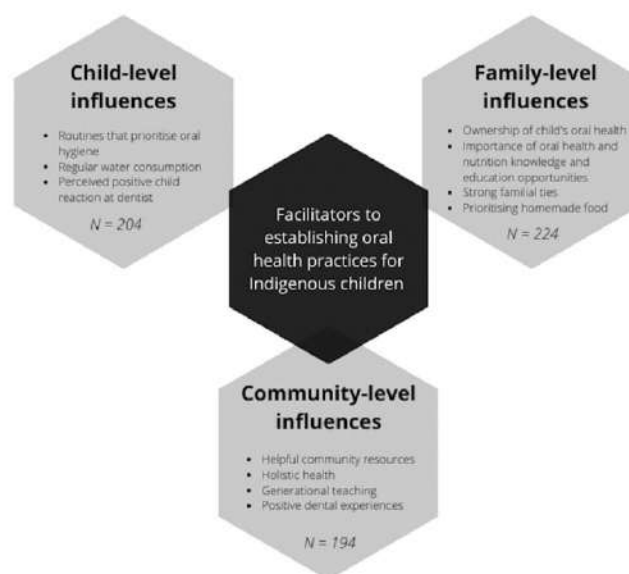 Child-level
influences
• Routines that prioritise oral
hygiene
• Regular water consumption
• Perceived positive child
reaction at dentist
N = 204
Family-level
influences
• Ownership of child's oral health
• Importance of oral health and
nutrition knowledge and
education opportunities
• Strong familial ties
• Prioritising homemade food
N = 224
Facilitators to
establishing oral
health practices for
Indigenous children
Community-level
influences
• Helpful community resources
• Holistic health
• Generational teaching
• Positive dental experiences
N = 194